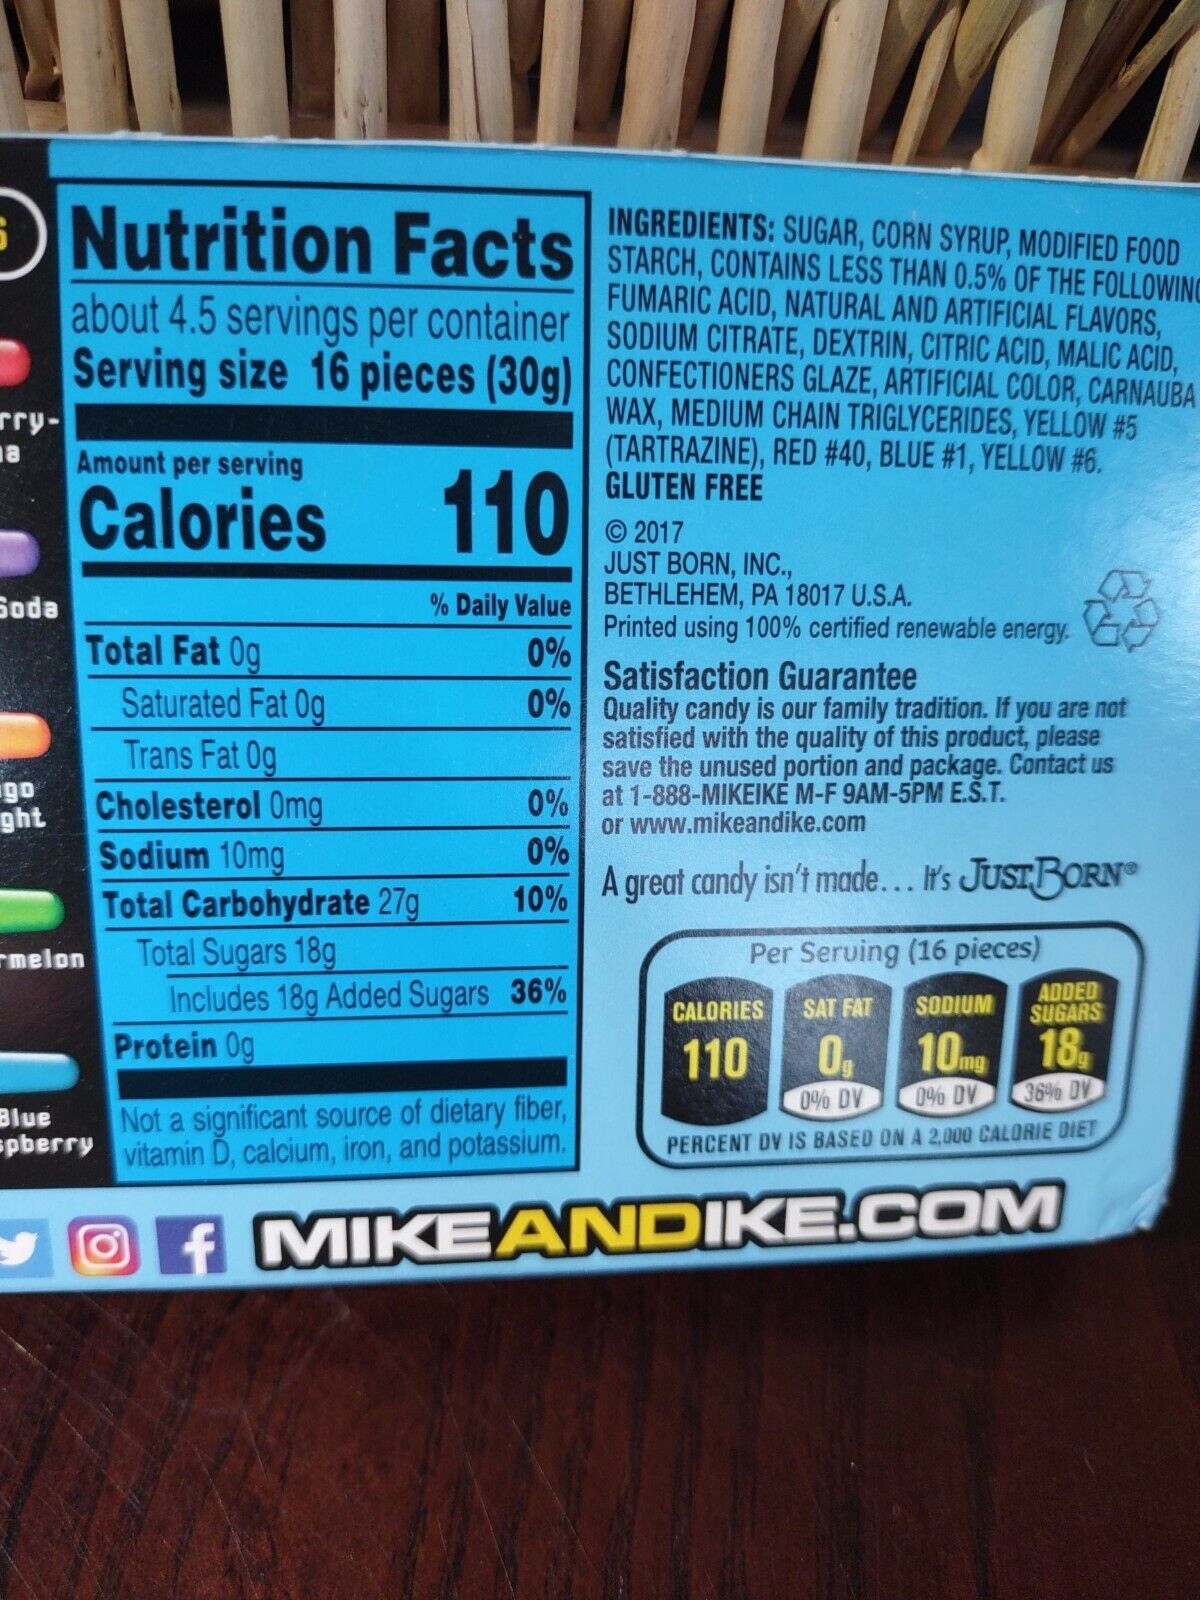 Nutrition Facts
about 4.5 servings per container
Serving size 16 pieces (30g)
Amount per serving
Calories 110
% Daily Value
Total Fat 0g 0%
Saturated Fat 0g 0%
Trans Fat 0g
Cholesterol 0mg 0%
Sodium 10mg 0%
Total Carbohydrate 27g 10%
Total Sugars 18g
Includes 18g Added Sugars 36%
Protein 0g
Not a significant source of dietary fiber,
vitamin D, calcium, iron, and potassium.
INGREDIENTS: SUGAR, CORN SYRUP, MODIFIED FOOD
STARCH, CONTAINS LESS THAN 0.5% OF THE FOLLOWING
FUMARIC ACID, NATURAL AND ARTIFICIAL FLAVORS,
SODIUM CITRATE, DEXTRIN, CITRIC ACID, MALIC ACID,
CONFECTIONERS GLAZE, ARTIFICIAL COLOR, CARNAUBA
WAX, MEDIUM CHAIN TRIGLYCERIDES, YELLOW #5
(TARTRAZINE), RED #40, BLUE #1, YELLOW #6.
GLUTEN FREE
© 2017
JUST BORN, INC.,
BETHLEHEM, PA 18017 U.S.A.
Printed using 100% certified renewable energy.
Satisfaction Guarantee
Quality candy is our family tradition. If you are not
satisfied with the quality of this product, please
save the unused portion and package. Contact us
at 1-888-MIKEIKE M-F 9AM-5PM E.S.T.
or www.mikeandike.com
A great candy isn't made... It's JUST BORN®
Per Serving (16 pieces)
CALORIES 110
SAT FAT 0g 0% DV
SODIUM 10mg 0% DV
ADDED SUGARS 18g 36% DV
PERCENT DV IS BASED ON A 2,000 CALORIE DIET
Soda
Blue
MIKEANDIKE.COM